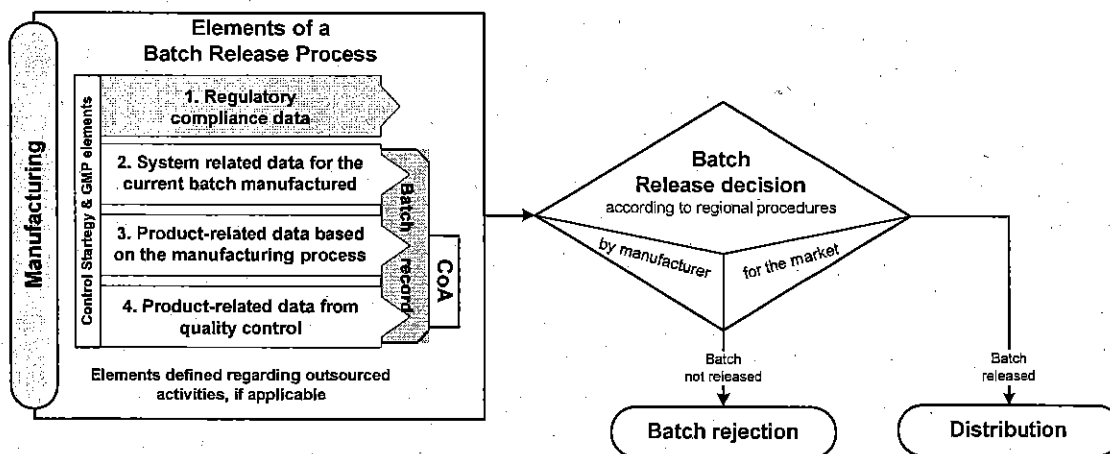 Manufacturing
Elements of a
Batch Release Process
Control Startegy & GMP elements
1. Regulatory
compliance data
2. System related data for the
current batch manufactured
3. Product-related data based
on the manufacturing process
4. Product-related data from
quality control
Batch record
CoA
Elements defined regarding outsourced
activities, if applicable
Batch
Release decision
according to regional procedures
by manufacturer
for the market
Batch
not released
Batch
released
Batch rejection
Distribution